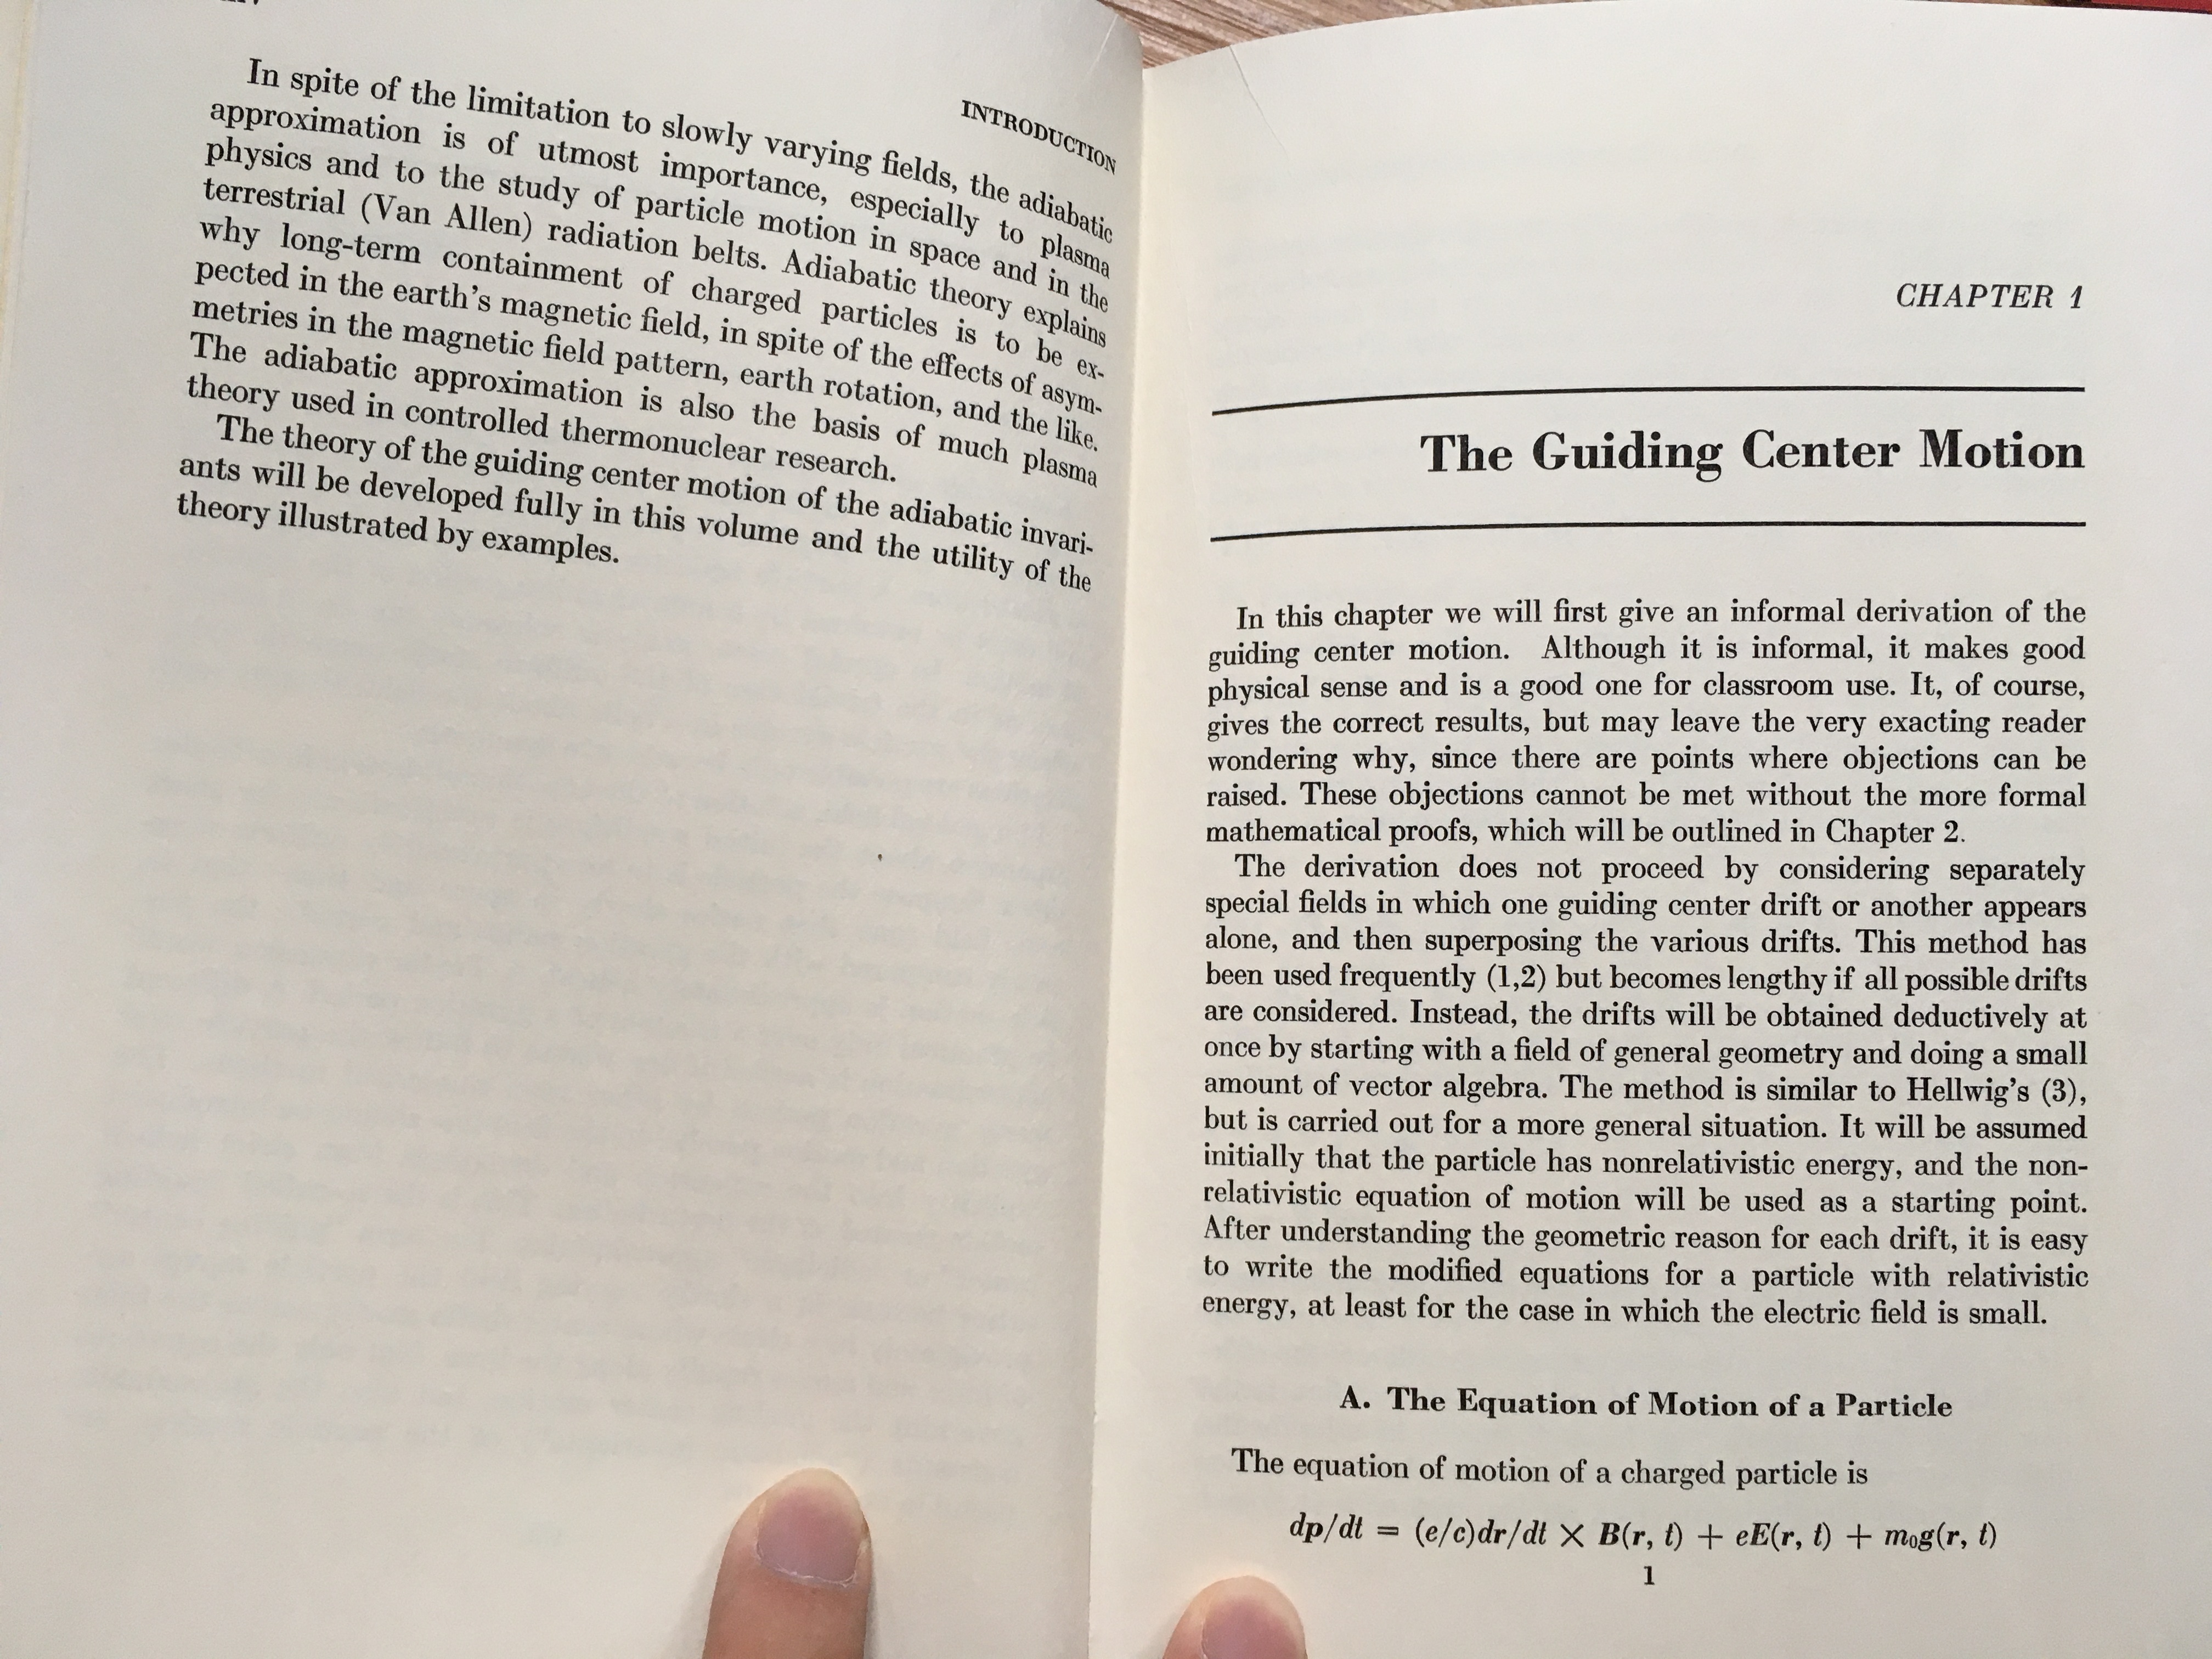 INTRODUCTION
In spite of the limitation to slowly varying fields, the adiabatic
approximation is of utmost importance, especially to plasma
physics and to the study of particle motion in space and in the
terrestrial (Van Allen) radiation belts. Adiabatic theory explains
why long-term containment of charged particles is to be ex-
pected in the earth's magnetic field, in spite of the effects of asym-
metries in the magnetic field pattern, earth rotation, and the like.
The adiabatic approximation is also the basis of much plasma
theory used in controlled thermonuclear research.
The theory of the guiding center motion of the adiabatic invari-
ants will be developed fully in this volume and the utility of the
theory illustrated by examples.
CHAPTER 1
The Guiding Center Motion
In this chapter we will first give an informal derivation of the
guiding center motion. Although it is informal, it makes good
physical sense and is a good one for classroom use. It, of course,
gives the correct results, but may leave the very exacting reader
wondering why, since there are points where objections can be
raised. These objections cannot be met without the more formal
mathematical proofs, which will be outlined in Chapter 2.
The derivation does not proceed by considering separately
special fields in which one guiding center drift or another appears
alone, and then superposing the various drifts. This method has
been used frequently (1,2) but becomes lengthy if all possible drifts
are considered. Instead, the drifts will be obtained deductively at
once by starting with a field of general geometry and doing a small
amount of vector algebra. The method is similar to Hellwig's (3),
but is carried out for a more general situation. It will be assumed
initially that the particle has nonrelativistic energy, and the non-
relativistic equation of motion will be used as a starting point.
After understanding the geometric reason for each drift, it is easy
to write the modified equations for a particle with relativistic
energy, at least for the case in which the electric field is small.
A. The Equation of Motion of a Particle
The equation of motion of a charged particle is
dp/dt = (e/c)dr/dt × B(r, t) + eE(r, t) + m₀g(r, t)
1